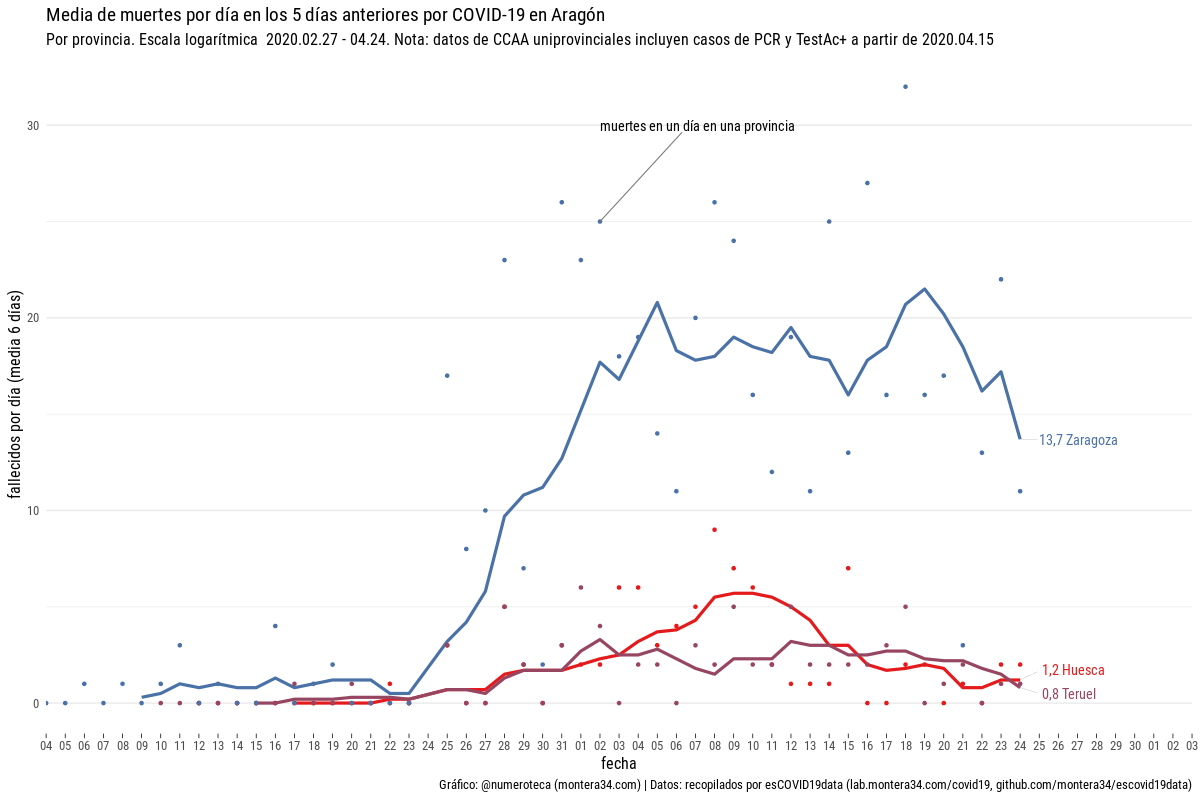 Media de muertes por día en los 5 días anteriores por COVID-19 en Aragón
Por provincia. Escala logarítmica  2020.02.27 - 04.24. Nota: datos de CCAA uniprovinciales incluyen casos de PCR y TestAc+ a partir de 2020.04.15
fallecidos por día (media 6 días)
30
20
10
0
muertes en un día en una provincia
13,7 Zaragoza
1,2 Huesca
0,8 Teruel
04 05 06 07 08 09 10 11 12 13 14 15 16 17 18 19 20 21 22 23 24 25 26 27 28 29 30 31 01 02 03 04 05 06 07 08 09 10 11 12 13 14 15 16 17 18 19 20 21 22 23 24 25 26 27 28 29 30 01 02 03
fecha
Gráfico: @numeroteca (montera34.com) | Datos: recopilados por esCOVID19data (lab.montera34.com/covid19, github.com/montera34/escovid19data)